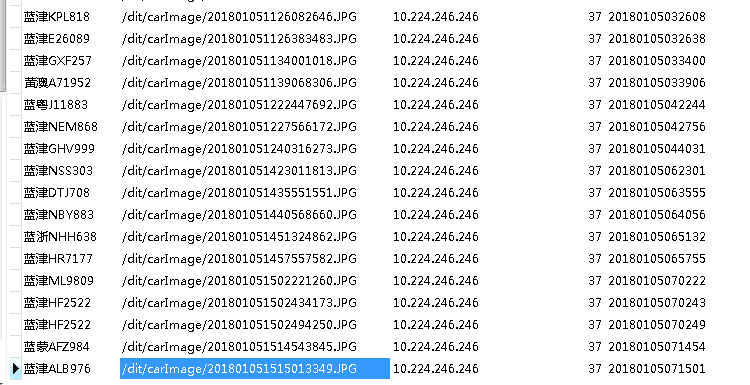 蓝津KPL818 /dit/carImage/201801051126082646.JPG 10.224.246.246 37 20180105032608
蓝津E26089 /dit/carImage/201801051126383483.JPG 10.224.246.246 37 20180105032638
蓝津GXF257 /dit/carImage/201801051134001018.JPG 10.224.246.246 37 20180105033400
黄澳A71952 /dit/carImage/201801051139068306.JPG 10.224.246.246 37 20180105033906
蓝粤J11883 /dit/carImage/201801051222447692.JPG 10.224.246.246 37 20180105042244
蓝津NEM868 /dit/carImage/201801051227566172.JPG 10.224.246.246 37 20180105042756
蓝津GHV999 /dit/carImage/201801051240316273.JPG 10.224.246.246 37 20180105044031
蓝津NSS303 /dit/carImage/201801051423011813.JPG 10.224.246.246 37 20180105062301
蓝津DTJ708 /dit/carImage/201801051435551551.JPG 10.224.246.246 37 20180105063555
蓝津NBY883 /dit/carImage/201801051440568660.JPG 10.224.246.246 37 20180105064056
蓝浙NHH638 /dit/carImage/201801051451324862.JPG 10.224.246.246 37 20180105065132
蓝津HR7177 /dit/carImage/201801051457557582.JPG 10.224.246.246 37 20180105065755
蓝津ML9809 /dit/carImage/201801051502221260.JPG 10.224.246.246 37 20180105070222
蓝津HF2522 /dit/carImage/201801051502434173.JPG 10.224.246.246 37 20180105070243
蓝津HF2522 /dit/carImage/201801051502494250.JPG 10.224.246.246 37 20180105070249
蓝蒙AFZ984 /dit/carImage/201801051514543845.JPG 10.224.246.246 37 20180105071454
蓝津ALB976 /dit/carImage/201801051515013349.JPG 10.224.246.246 37 20180105071501